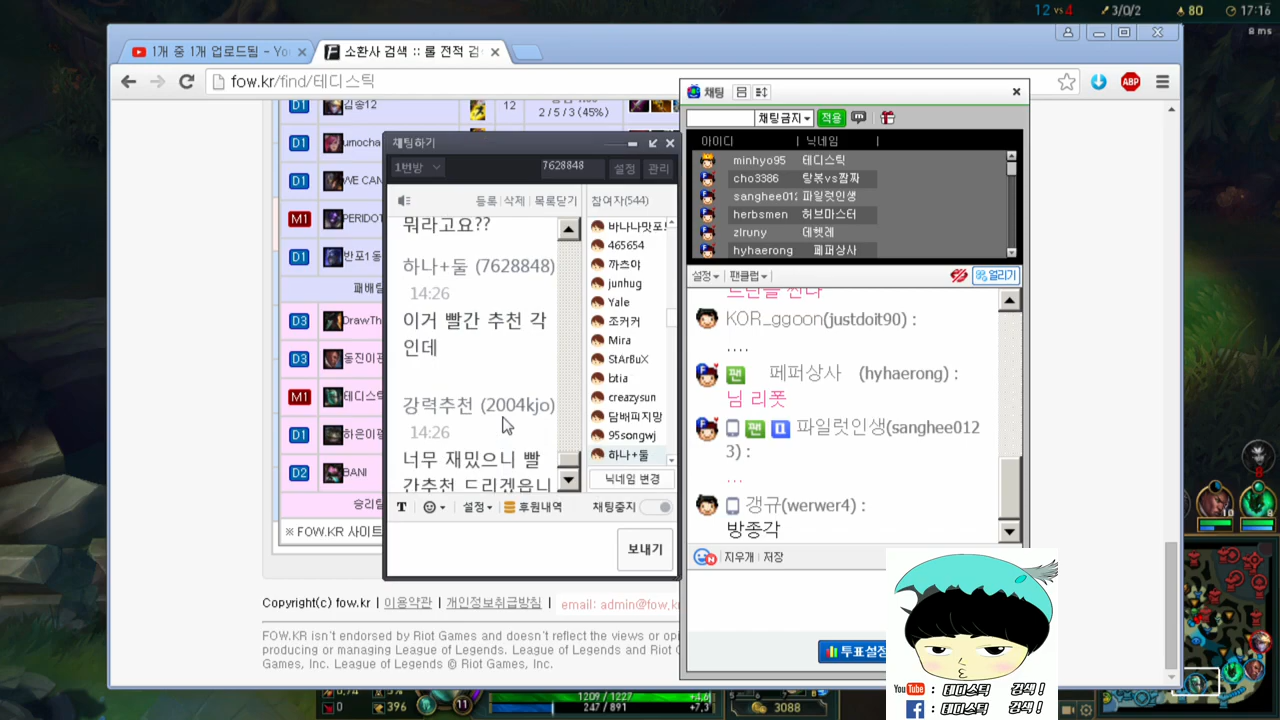 12 vs 4 3/0/2 80 17:16
8 ms
1개 중 1개 업로드됨 - Yo
소환사 검색 :: 롤 전적 검
fow.kr/find/테디스틱
ABP
D1 김송12 12
2 / 5 / 3 (45%)
D1 umocha
D1 WE CAN
M1 PERIDOT
D1 반포1동
D3 DrawTh
D3 동진이
M1 테디스틱
D1 하은이
D2 BANI
승리팀
※ FOW.KR 사이트
채팅하기
1번방 7628848 설정 관리
등록 | 삭제 | 목록닫기 참여자(544)
뭐라고요??
하나+둘 (7628848)
14:26
이거 빨간 추천 각
인데
강력추천 (2004kjo)
14:26
너무 재밌으니 빨
간추천 드리겠읍니
바나나맛포
465654
까츠야
junhug
Yale
조커커
Mira
StArBuX
btia
creazysun
담배피지망
95songwj
하나+둘
닉네임 변경
T 설정 후원내역 채팅중지
보내기
채팅
채팅금지 적용
아이디 | 닉네임 |
minhyo95 테디스틱
cho3386 탕볶vs짬짜
sanghee012 파일럿인생
herbsmen 허브마스터
zlruny 데헷레
hyhaerong 페퍼상사
설정 | 팬클럽 얼리기
KOR_ggoon(justdoit90) :
....
팬 페퍼상사 (hyhaerong) :
님 리폿
팬 파일럿인생(sanghee012
3) :
...
갱규(werwer4) :
방종각
N 지우개 | 저장
투표설정
Copyright(c) fow.kr | 이용약관 | 개인정보취급방침 | email: admin@fow.k
FOW.KR isn't endorsed by Riot Games and doesn't reflect the views or opi
producing or managing League of Legends. League of Legends and Riot G
Games, Inc. League of Legends © Riot Games, Inc.
YouTube : 테디스틱 검색!
f : 테디스틱 검색!
0 396 11
1209 / 1227 +4,6
247 / 891 +7,3
3088